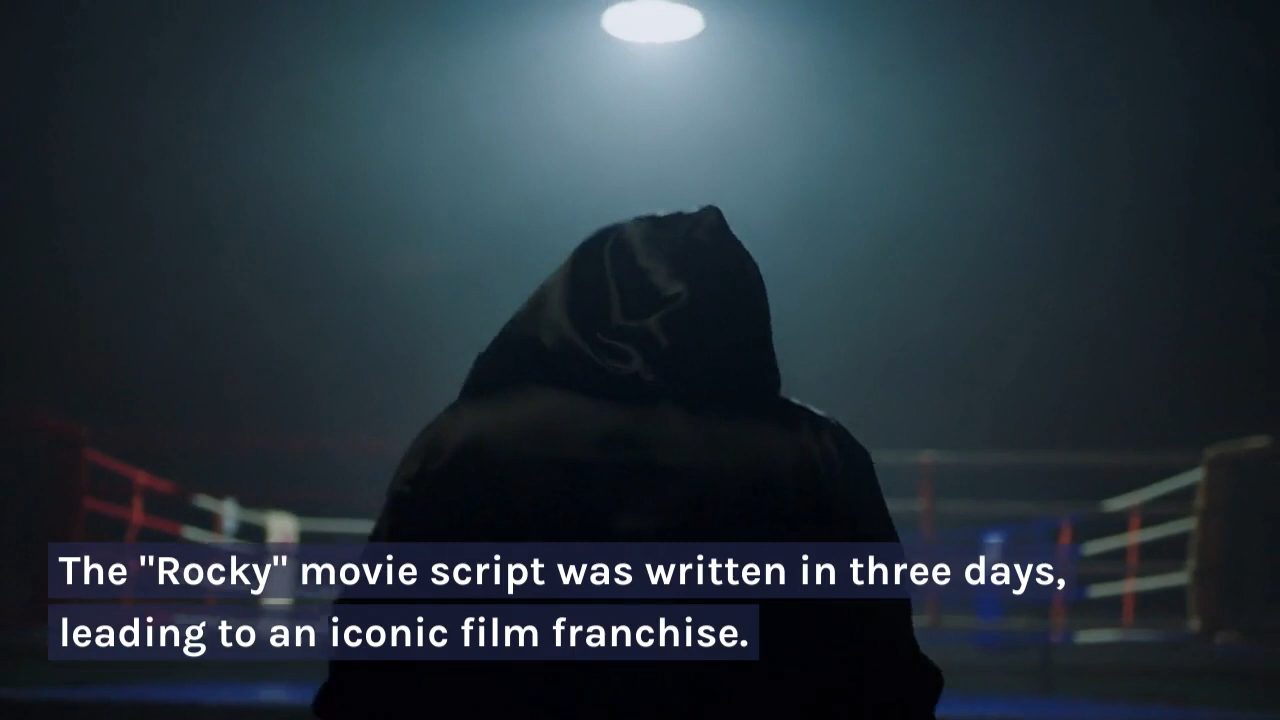 The "Rocky" movie script was written in three days,
leading to an iconic film franchise.